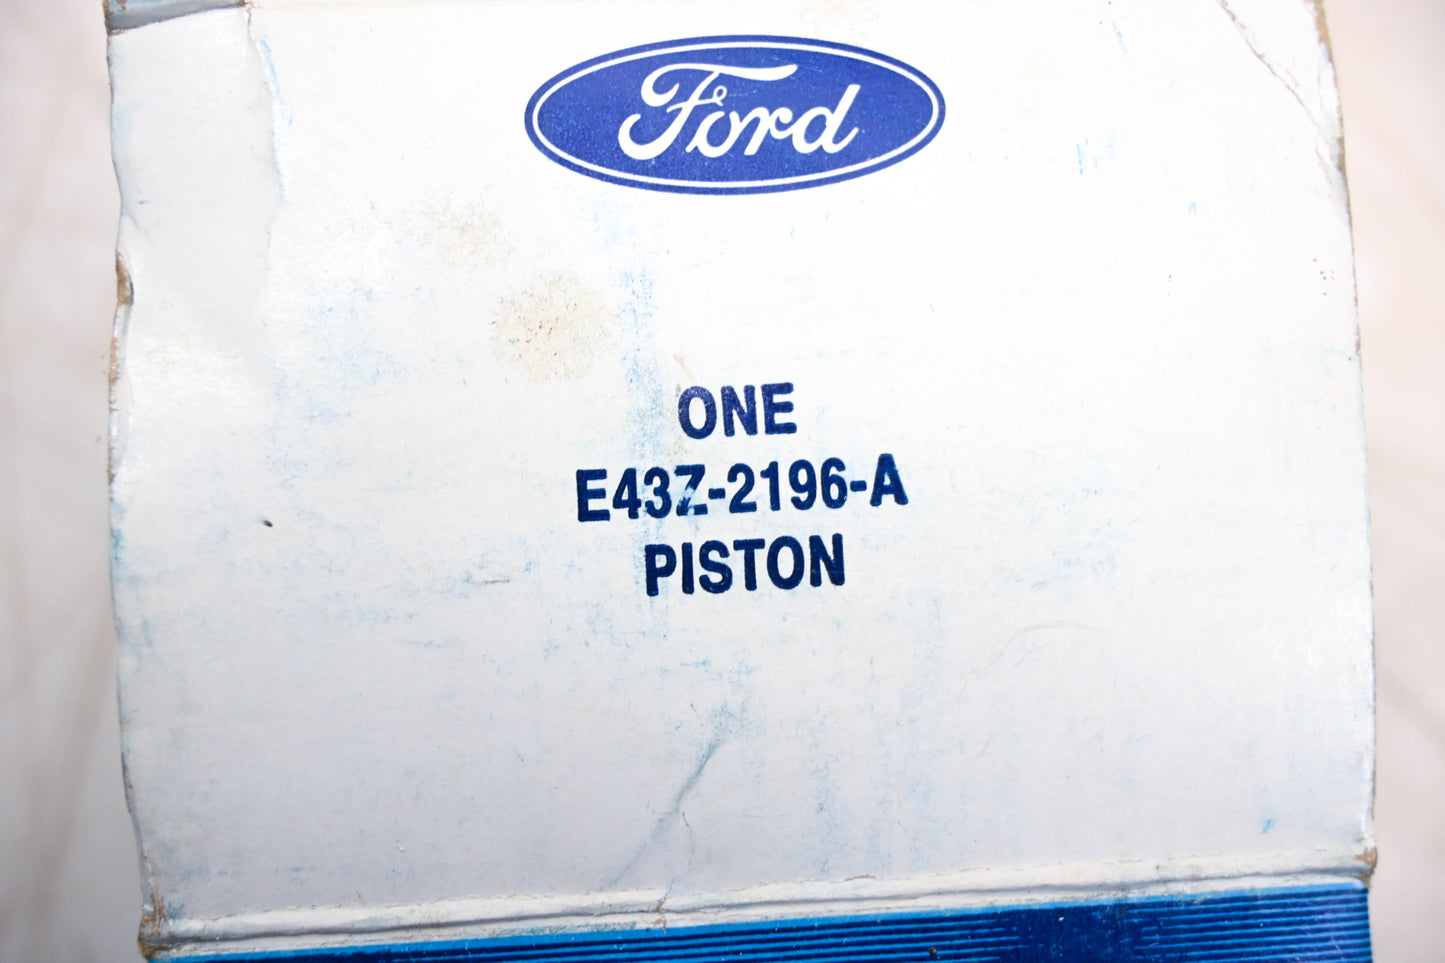 Ford
ONE
E43Z-2196-A
PISTON